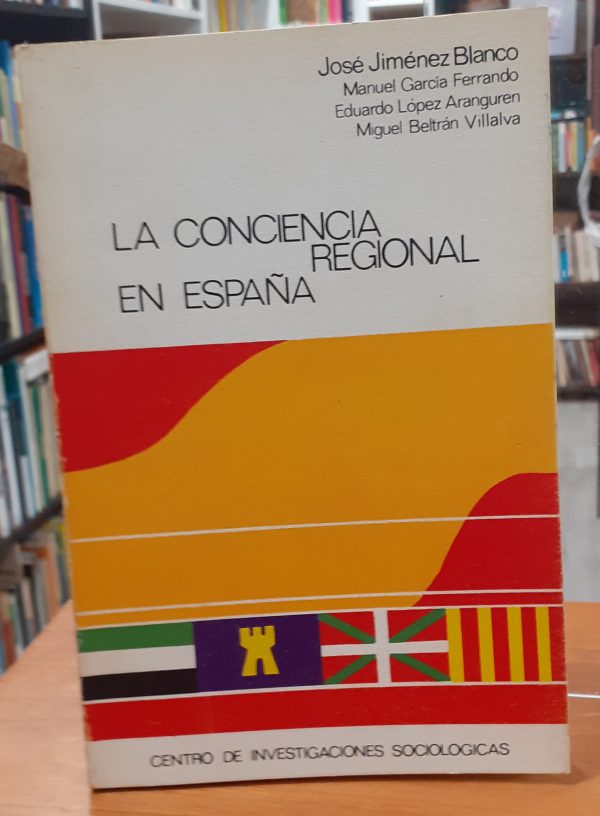 José Jiménez Blanco
Manuel García Ferrando
Eduardo López Aranguren
Miguel Beltrán Villalva
LA CONCIENCIA
REGIONAL
EN ESPAÑA
CENTRO DE INVESTIGACIONES SOCIOLOGICAS